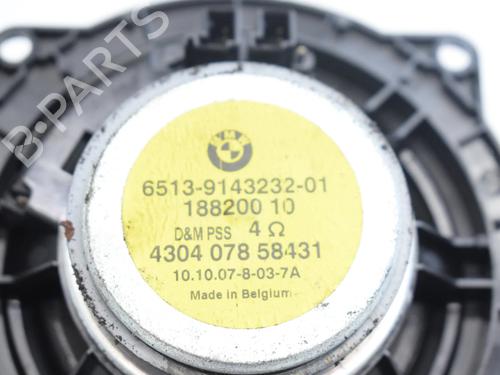 BMW
6513-9143232-01
188200 10
D&M PSS 4 Ω
4304 078 58431
10.10.07-8-03-7A
Made in Belgium
B-PARTS